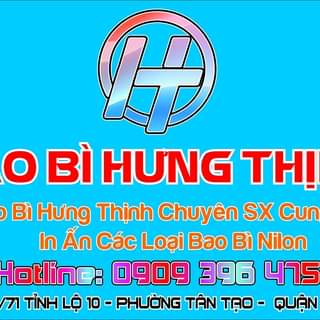 HT
AO BÌ HƯNG THỊN
o Bì Hưng Thịnh Chuyên SX Cun
In Ấn Các Loại Bao Bì Nilon
Hotline: 0909 396 475
/71 TỈNH LỘ 10 - PHƯỜNG TÂN TẠO - QUẬN